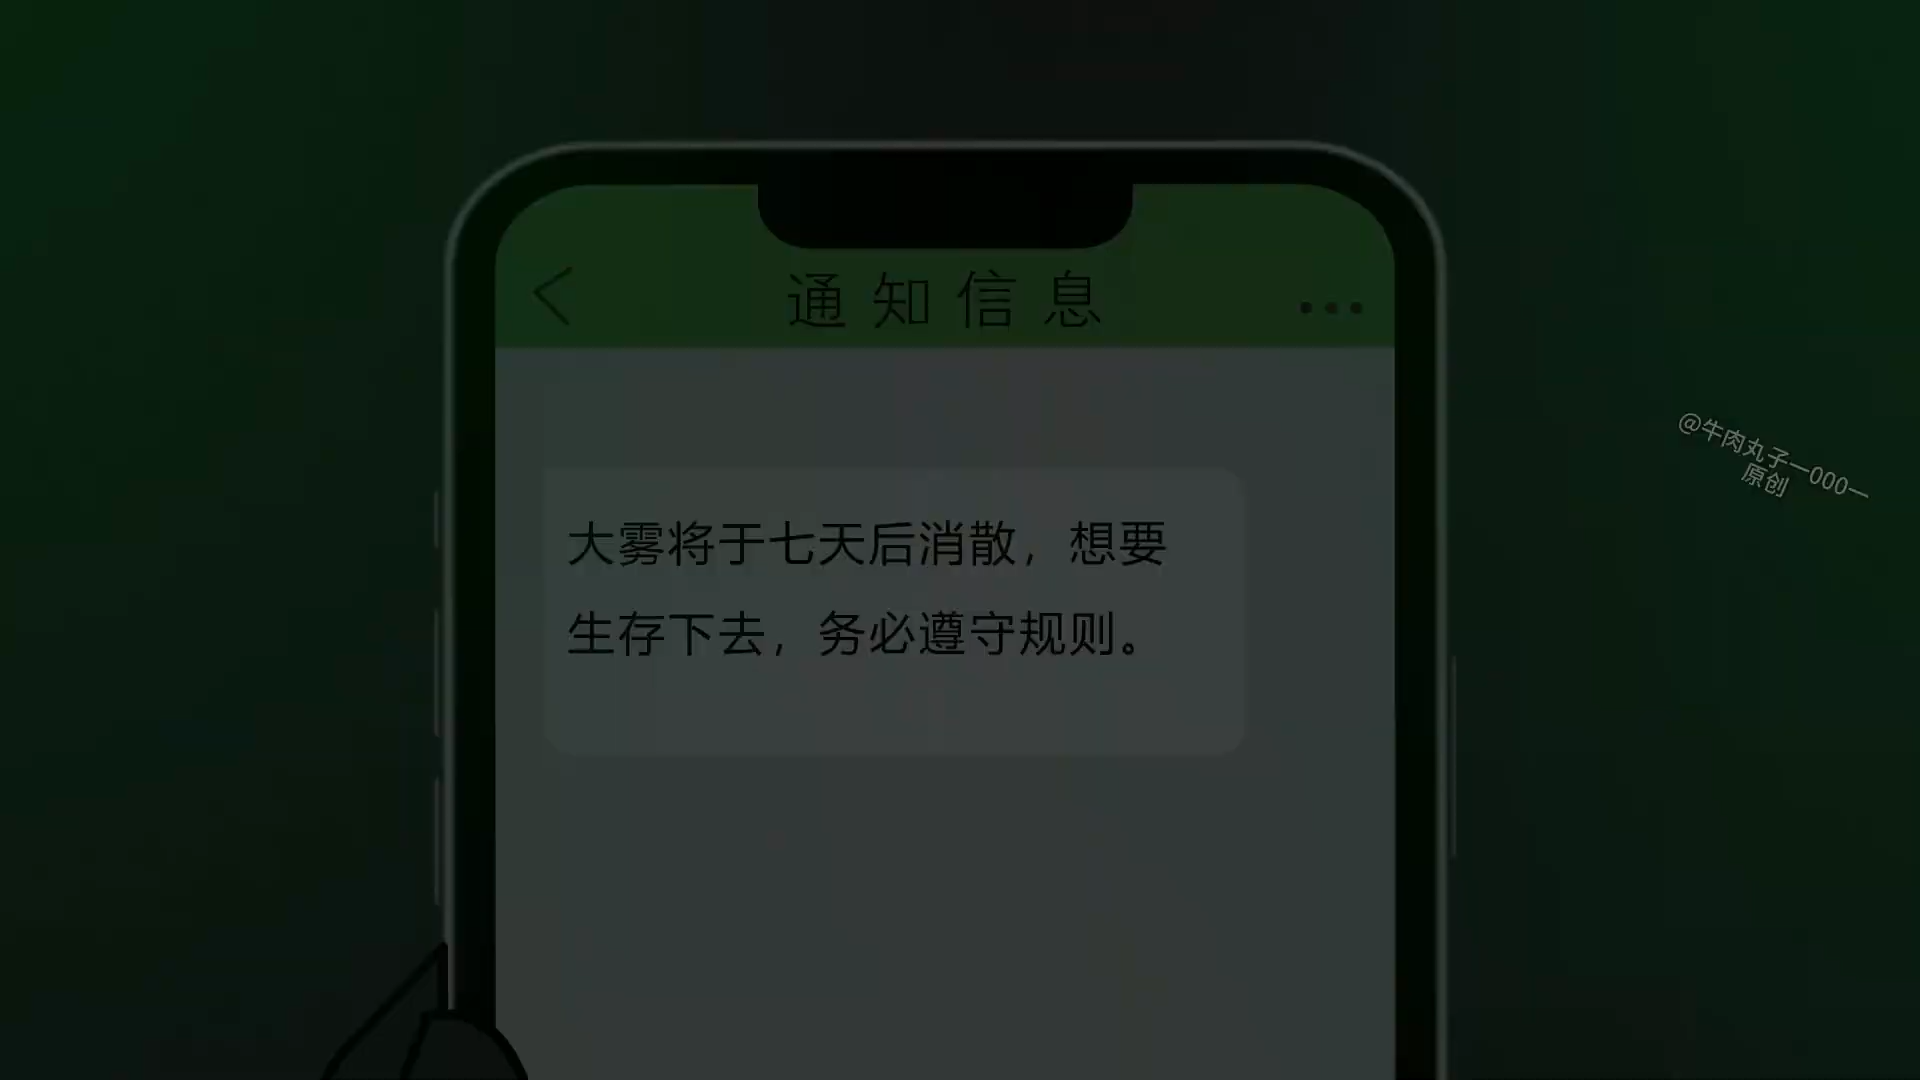 通知信息
大雾将于七天后消散，想要
生存下去，务必遵守规则。
@牛肉丸子一000一
原创